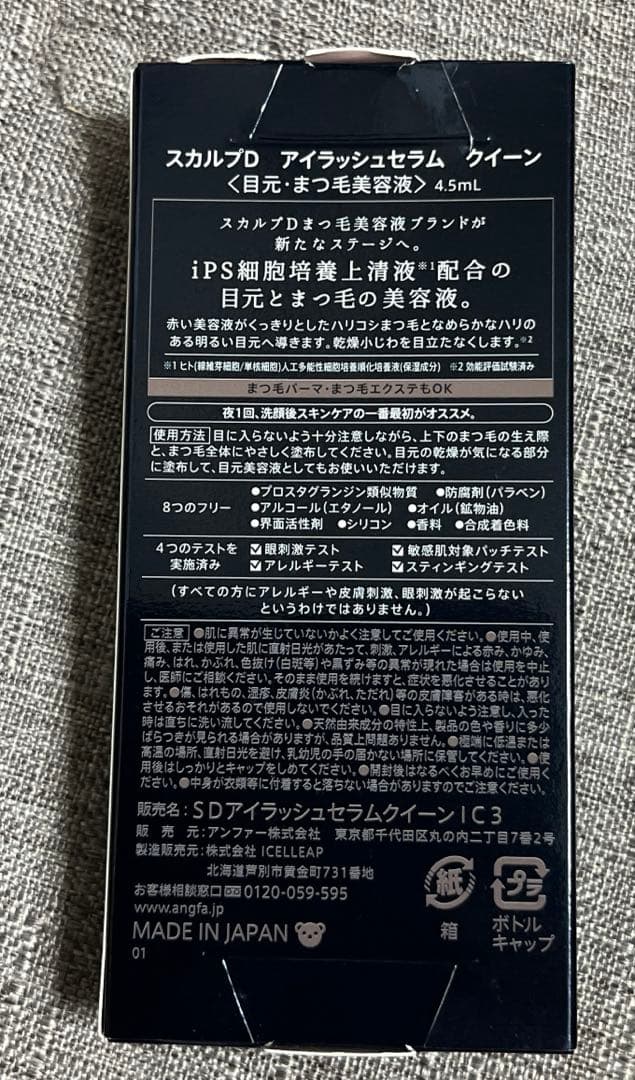 スカルプD アイラッシュセラム クイーン
〈目元・まつ毛美容液〉 4.5mL
スカルプDまつ毛美容液ブランドが
新たなステージへ。
iPS細胞培養上清液※1配合の
目元とまつ毛の美容液。
赤い美容液がくっきりとしたハリコシまつ毛となめらかなハリの
ある明るい目元へ導きます。乾燥小じわを目立たなくします。※2
※1 ヒト(線維芽細胞/単核細胞)人工多能性細胞培養順化培養液(保湿成分) ※2 効能評価試験済み
まつ毛パーマ・まつ毛エクステもOK
夜1回、洗顔後スキンケアの一番最初がオススメ。
使用方法 目に入らないよう十分注意しながら、上下のまつ毛の生え際
と、まつ毛全体にやさしく塗布してください。目元の乾燥が気になる部分
に塗布して、目元美容液としてもお使いいただけます。
8つのフリー
●プロスタグランジン類似物質 ●防腐剤(パラベン)
●アルコール(エタノール) ●オイル(鉱物油)
●界面活性剤 ●シリコン ●香料 ●合成着色料
4つのテストを
実施済み
☑ 眼刺激テスト ☑ 敏感肌対象パッチテスト
☑ アレルギーテスト ☑ スティンギングテスト
(すべての方にアレルギーや皮膚刺激、眼刺激が起こらない
というわけではありません。)
ご注意 ●肌に異常が生じていないかよく注意してご使用ください。●使用中、使
用後、または使用した肌に直射日光があたって、刺激、アレルギーによる赤み、かゆみ、
痛み、はれ、かぶれ、色抜け(白斑等)や黒ずみ等の異常が現れた場合は使用を中止
し、医師にご相談ください。そのまま使用を続けますと、症状を悪化させることがあり
ます。●傷、はれもの、湿疹、皮膚炎(かぶれ、ただれ)等の皮膚障害がある時は、悪化
させるおそれがあるので使用しないでください。●目に入らないよう注意し、入った
時は直ちに洗い流してください。●天然由来成分の特性上、製品の色や香りに多少
ばらつきが見られる場合がありますが、品質上問題ありません。●極端に低温または
高温の場所、直射日光を避け、乳幼児の手の届かない場所に保管してください。●使
用後はしっかりとキャップをしめてください。●開封後はなるべくお早めにご使用く
ださい。●中身が衣類等に付着すると落ちない場合がありますのでご注意ください。
販売名：SDアイラッシュセラムクイーンIC3
販 売 元：アンファー株式会社 東京都千代田区丸の内二丁目7番2号
製造販売元：株式会社 ICELLEAP
北海道芦別市黄金町731番地
お客様相談窓口 0120-059-595
www.angfa.jp
MADE IN JAPAN
01
紙
箱
プラ
ボトル
キャップ